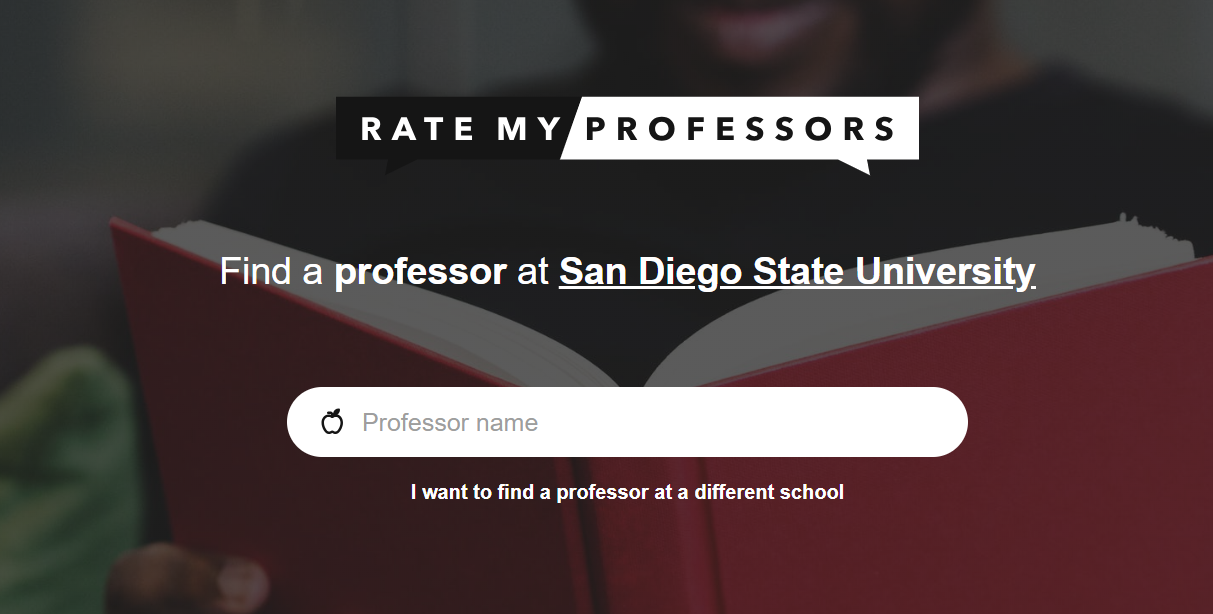 RATE MY PROFESSORS
Find a professor at San Diego State University
Professor name
I want to find a professor at a different school